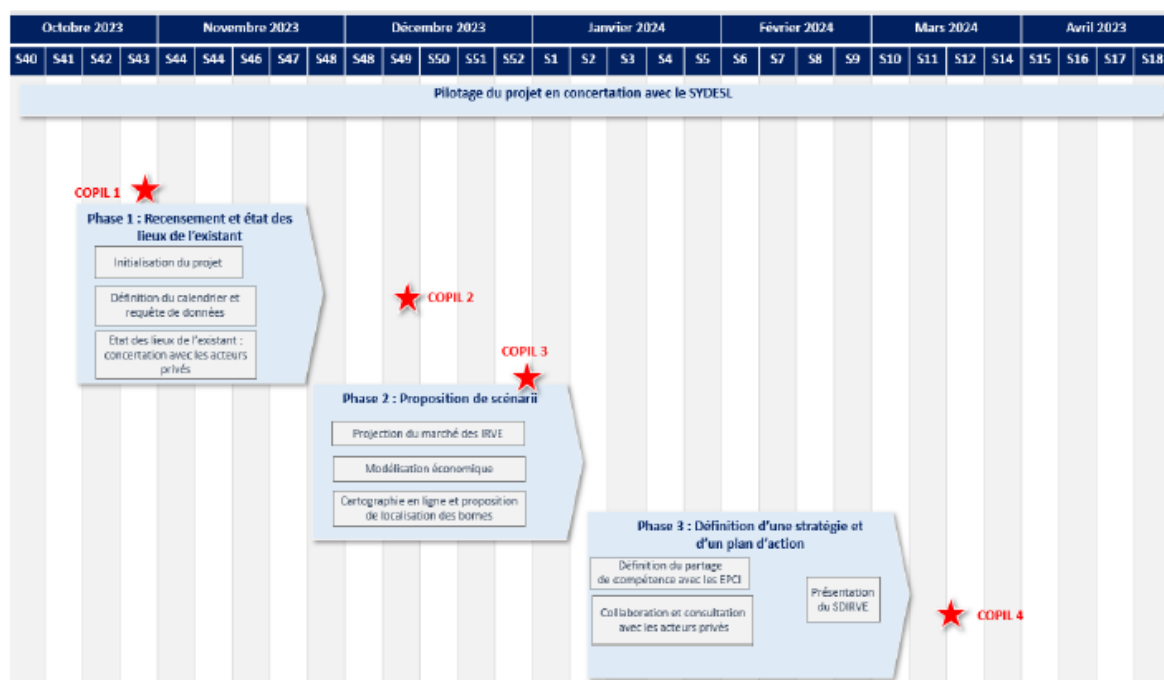 Octobre 2023 Novembre 2023 Décembre 2023 Janvier 2024 Février 2024 Mars 2024 Avril 2023
S40 S41 S42 S43 S44 S44 S46 S47 S48 S48 S49 S50 S51 S52 S1 S2 S3 S4 S5 S6 S7 S8 S9 S10 S11 S12 S14 S15 S16 S17 S18
Pilotage du projet en concertation avec le SYDESL
COPIL 1
Phase 1 : Recensement et état des
lieux de l'existant
Initialisation du projet
Définition du calendrier et
requête de données
Etat des lieux de l'existant :
concertation avec les acteurs
privés
COPIL 2
COPIL 3
Phase 2 : Proposition de scénarii
Projection du marché des IRVE
Modélisation économique
Cartographie en ligne et proposition
de localisation des bornes
Phase 3 : Définition d'une stratégie et
d'un plan d'action
Définition du partage
de compétence avec les EPCI
Collaboration et consultation
avec les acteurs privés
Présentation
du SDIRVE
COPIL 4